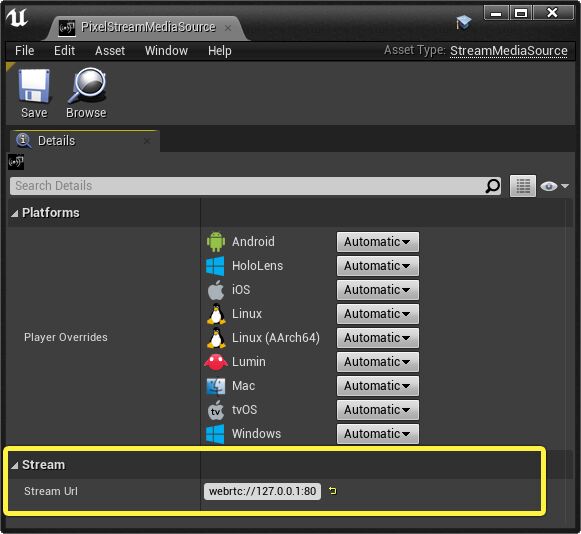 PixelStreamMediaSource
File Edit Asset Window Help Asset Type: StreamMediaSource
Save Browse
Details
Search Details
Platforms
Android Automatic
HoloLens Automatic
iOS Automatic
Linux Automatic
Player Overrides Linux (AArch64) Automatic
Lumin Automatic
Mac Automatic
tv tvOS Automatic
Windows Automatic
Stream
Stream Url webrtc://127.0.0.1:80